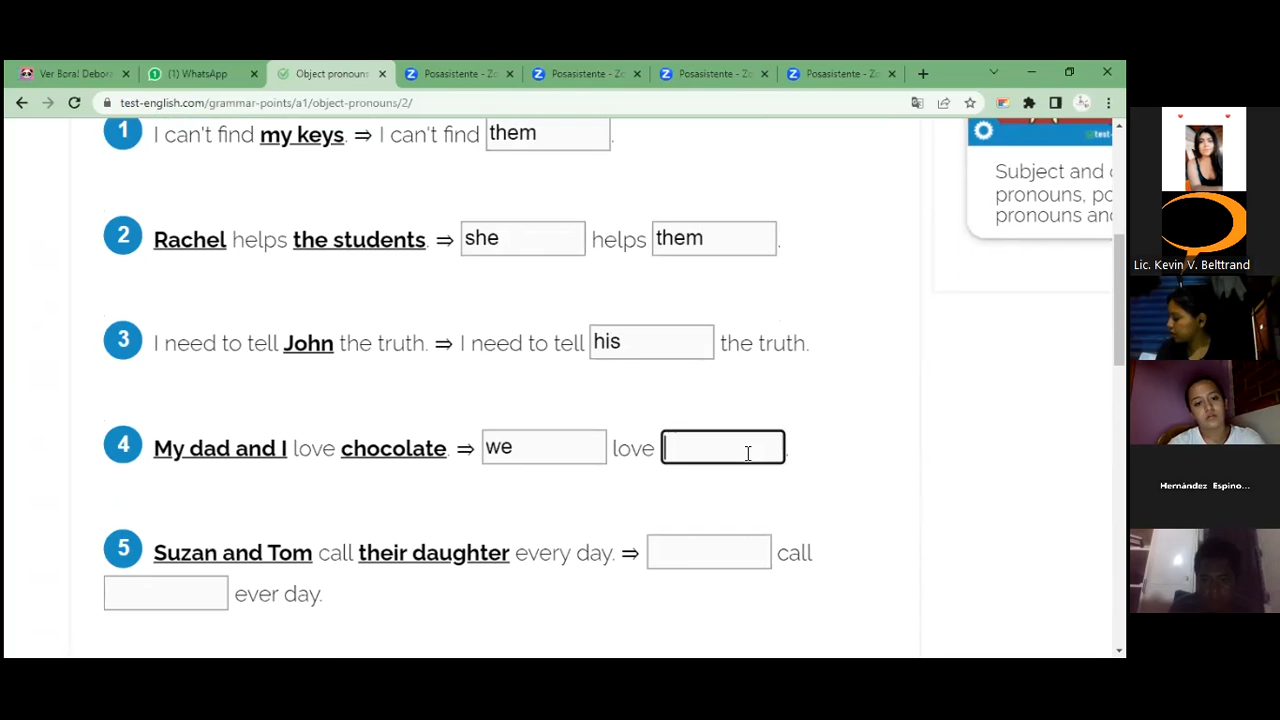 Ver Bora! Debora
(1) WhatsApp
Object pronouns
Posasistente - Zo
Posasistente - Zo
Posasistente - Zo
Posasistente - Zo
test-english.com/grammar-points/a1/object-pronouns/2/
1 I can't find my keys. ⇒ I can't find them.
2 Rachel helps the students. ⇒ she helps them.
3 I need to tell John the truth. ⇒ I need to tell his the truth.
4 My dad and I love chocolate. ⇒ we love .
5 Suzan and Tom call their daughter every day. ⇒ call
ever day.
Subject and
pronouns, po
pronouns and
Lic. Kevin V. Belttrand
Hernández Espino...